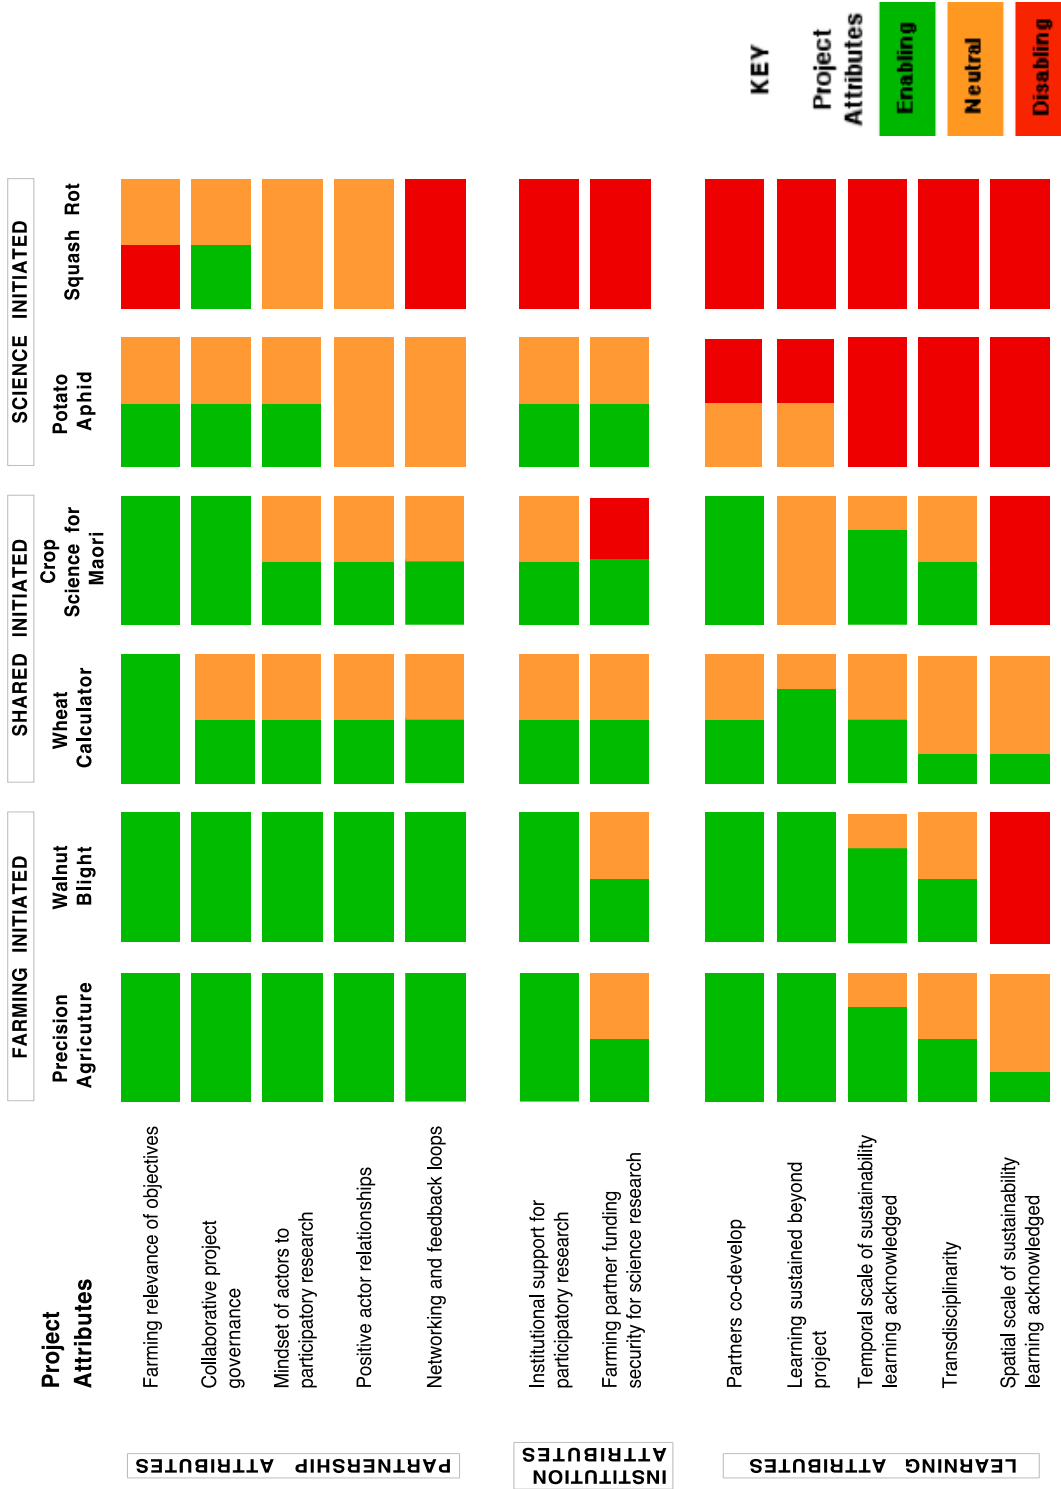 FARMING INITIATED
SHARED INITIATED
SCIENCE INITIATED
Project
Attributes
Precision
Agricuture
Walnut
Blight
Wheat
Calculator
Crop
Science for
Maori
Potato
Aphid
Squash Rot
PARTNERSHIP ATTRIBUTES
Farming relevance of objectives
Collaborative project
governance
Mindset of actors to
participatory research
Positive actor relationships
Networking and feedback loops
INSTITUTION
ATTRIBUTES
Institutional support for
participatory research
Farming partner funding
security for science research
LEARNING ATTRIBUTES
Partners co-develop
Learning sustained beyond
project
Temporal scale of sustainability
learning acknowledged
Transdisciplinarity
Spatial scale of sustainability
learning acknowledged
KEY
Project
Attributes
Enabling
Neutral
Disabling